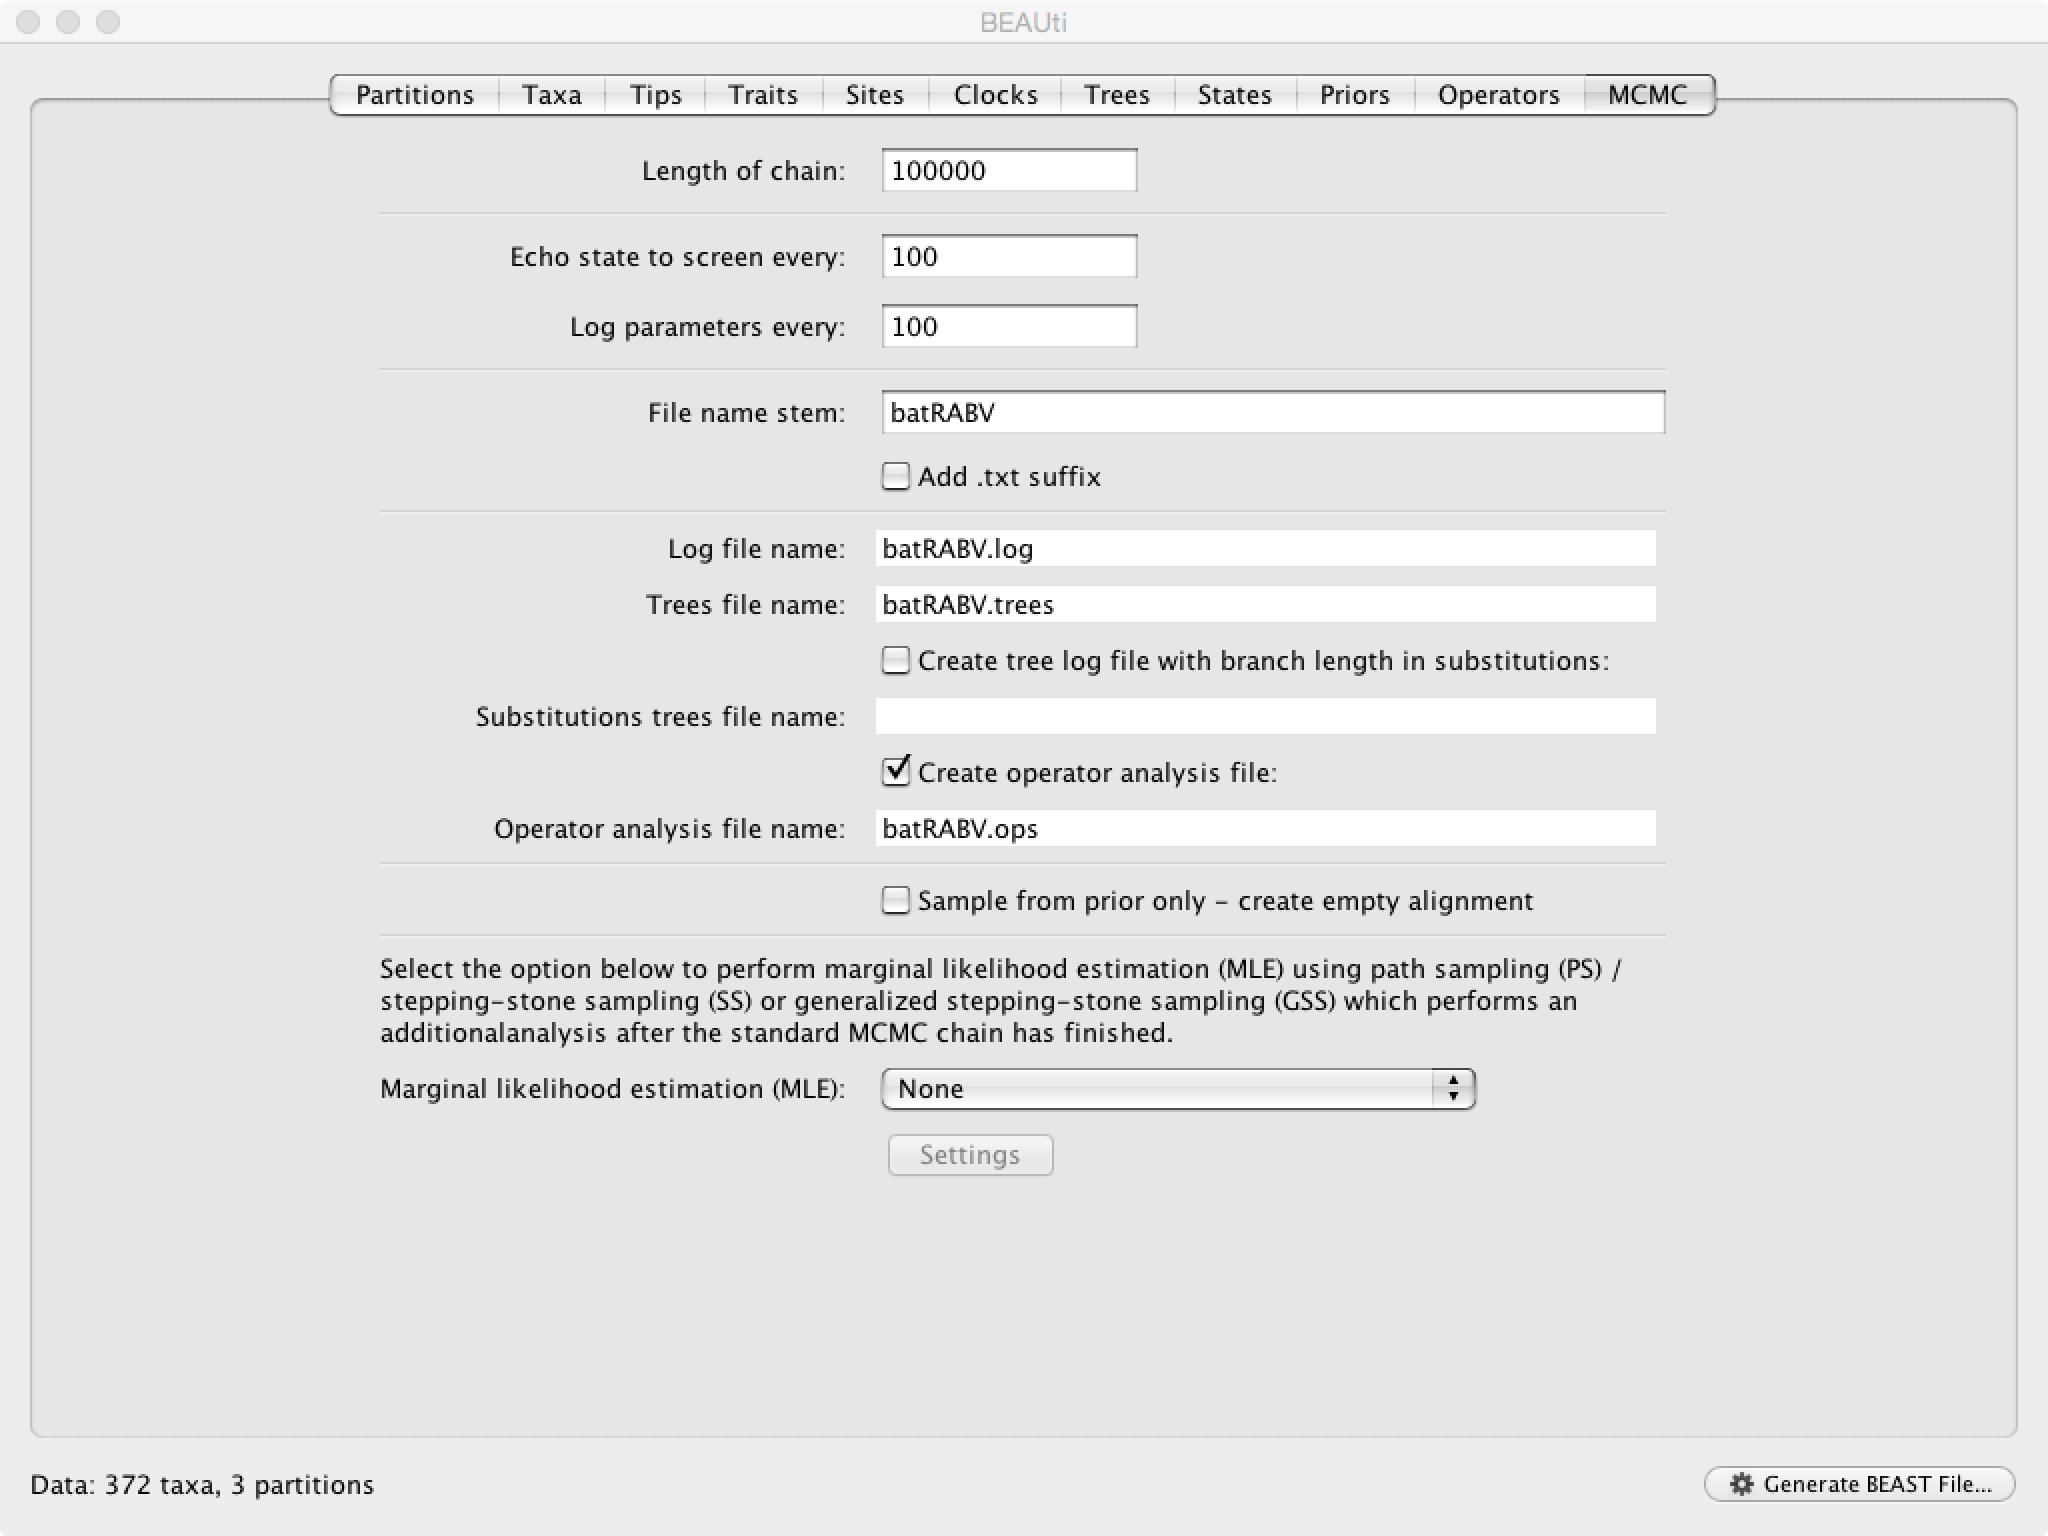 BEAUti
Partitions Taxa Tips Traits Sites Clocks Trees States Priors Operators MCMC
Length of chain: 100000
Echo state to screen every: 100
Log parameters every: 100
File name stem: batRABV
Add .txt suffix
Log file name: batRABV.log
Trees file name: batRABV.trees
Create tree log file with branch length in substitutions:
Substitutions trees file name:
Create operator analysis file:
Operator analysis file name: batRABV.ops
Sample from prior only – create empty alignment
Select the option below to perform marginal likelihood estimation (MLE) using path sampling (PS) /
stepping-stone sampling (SS) or generalized stepping-stone sampling (GSS) which performs an
additionalanalysis after the standard MCMC chain has finished.
Marginal likelihood estimation (MLE): None
Settings
Data: 372 taxa, 3 partitions
Generate BEAST File...